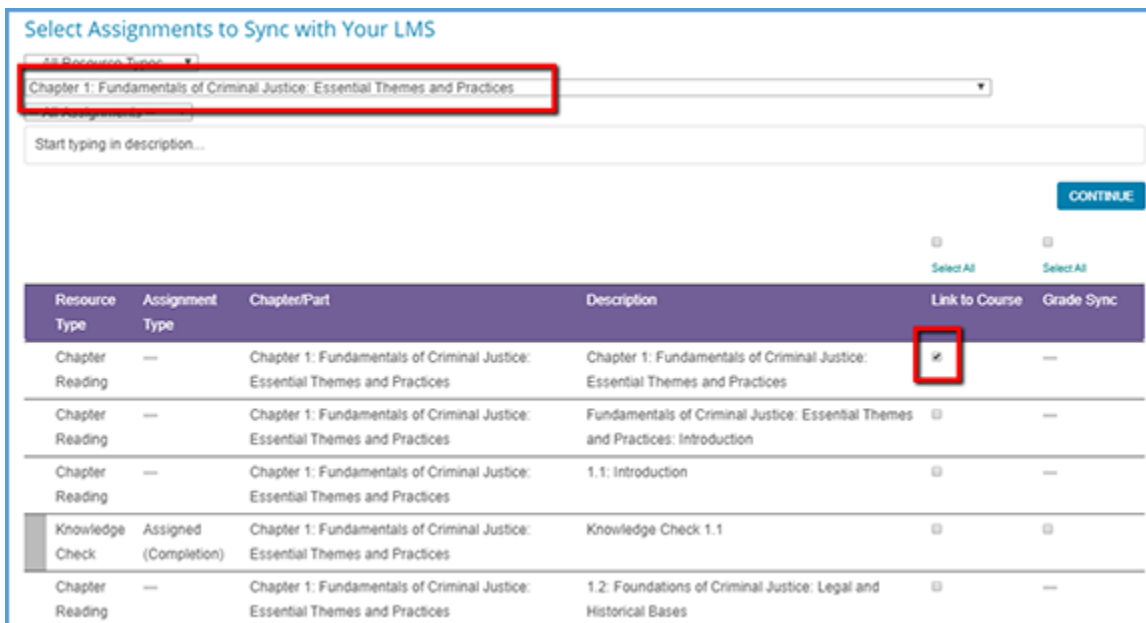 Select Assignments to Sync with Your LMS
All Resource Types
Chapter 1: Fundamentals of Criminal Justice: Essential Themes and Practices
-- All Assignments --
Start typing in description...
CONTINUE
Select All Select All
Resource Type Assignment Type Chapter/Part Description Link to Course Grade Sync
Chapter — Chapter 1: Fundamentals of Criminal Justice: Chapter 1: Fundamentals of Criminal Justice: —
Reading Essential Themes and Practices Essential Themes and Practices
Chapter — Chapter 1: Fundamentals of Criminal Justice: Fundamentals of Criminal Justice: Essential Themes —
Reading Essential Themes and Practices and Practices: Introduction
Chapter — Chapter 1: Fundamentals of Criminal Justice: 1.1: Introduction —
Reading Essential Themes and Practices
Knowledge Assigned Chapter 1: Fundamentals of Criminal Justice: Knowledge Check 1.1
Check (Completion) Essential Themes and Practices
Chapter — Chapter 1: Fundamentals of Criminal Justice: 1.2: Foundations of Criminal Justice: Legal and —
Reading Essential Themes and Practices Historical Bases